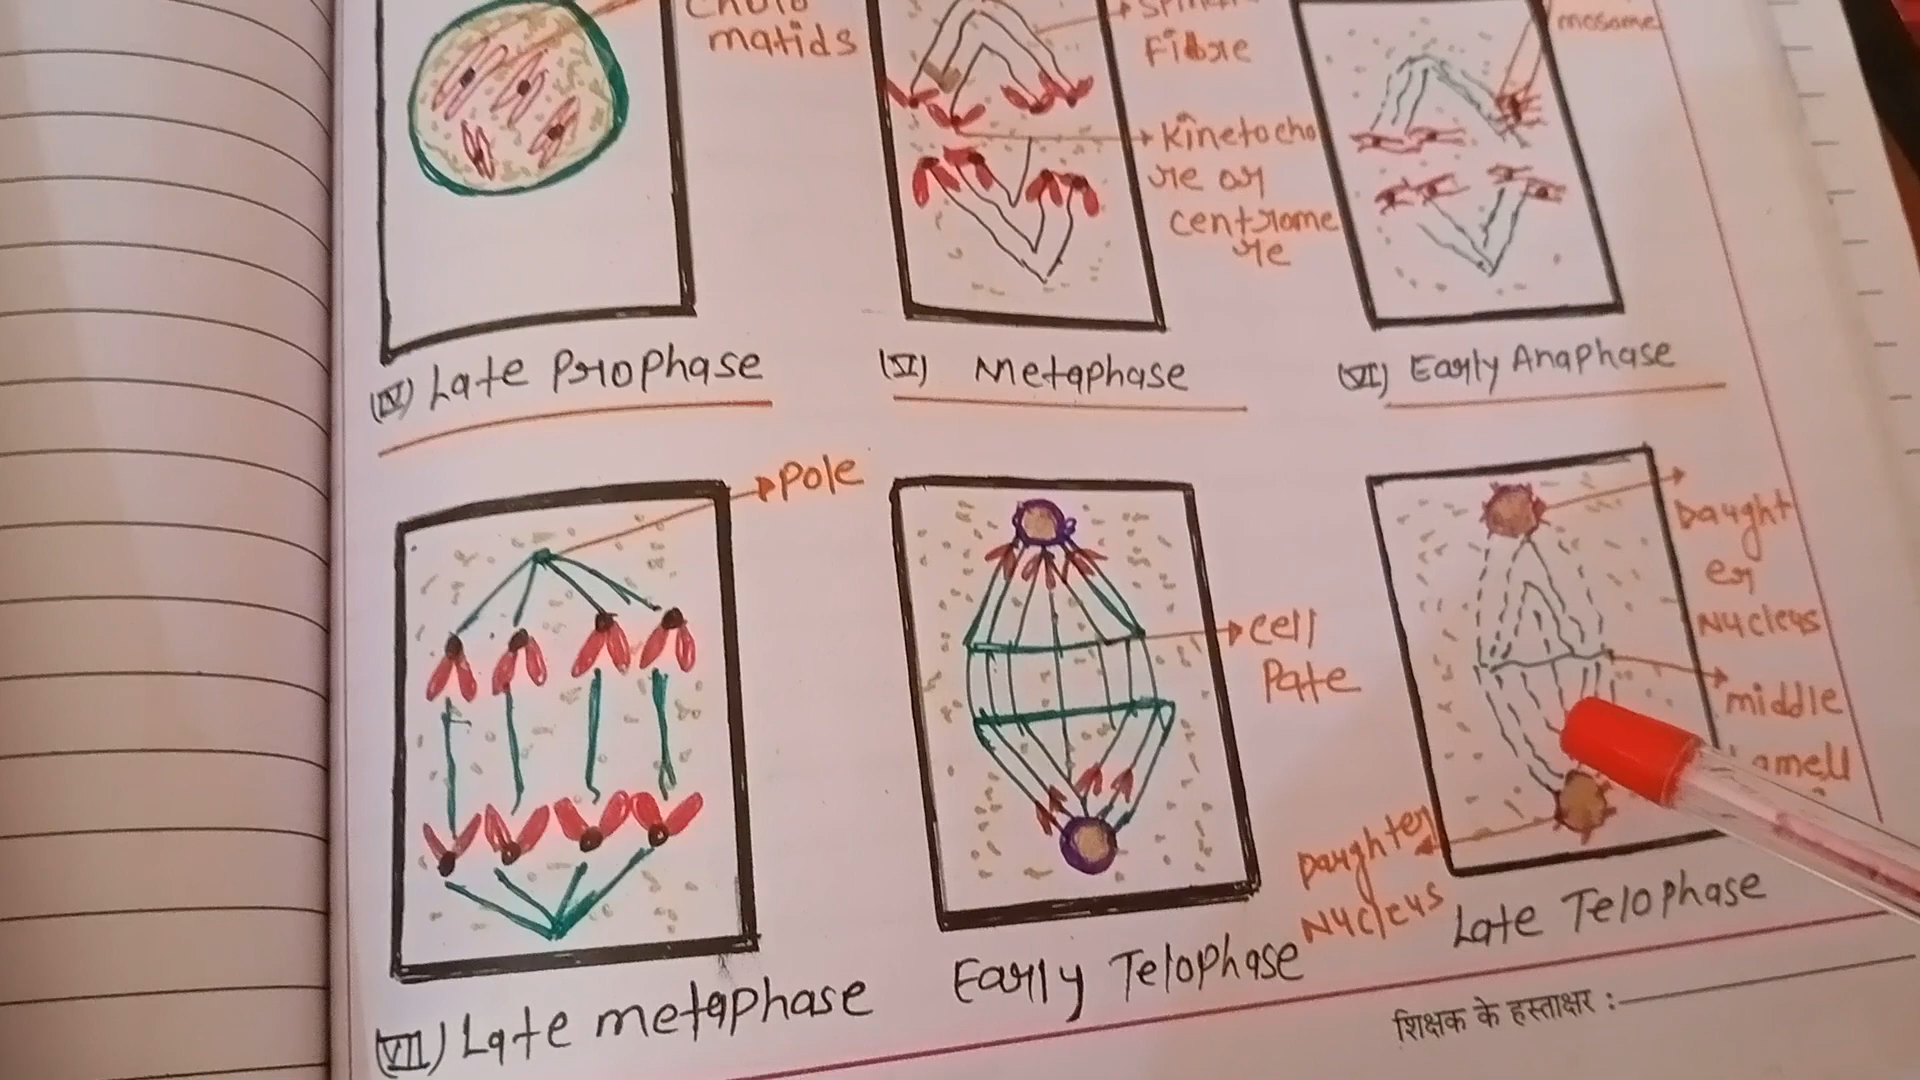 matids
Fibre
mosome
Kinetocho
re or
centrome
re
(IV) Late Prophase
(V) Metaphase
(VI) Early Anaphase
Pole
Daught
er
Nucleus
cell
Pate
middle
amell
Daughter
Nucleus
Late Telophase
Early Telophase
(VII) Late metaphase
शिक्षक के हस्ताक्षर :